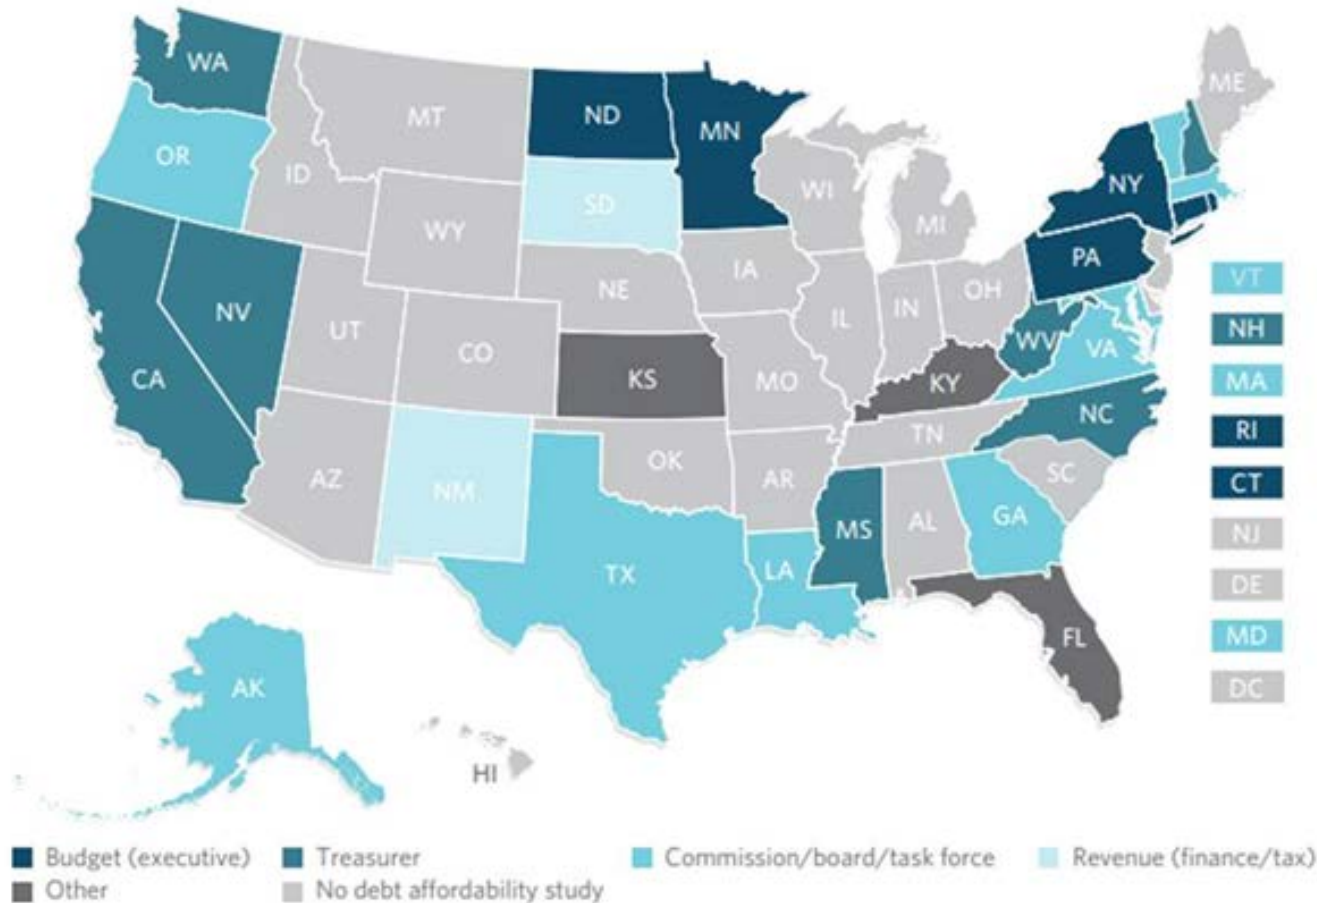 WA
ME
MT
ND
MN
OR
ID
WI
NY
SD
MI
WY
PA
IA
NE
OH
VT
IN
IL
NV
UT
NH
WV
VA
CO
CA
KS
MO
KY
MA
NC
TN
RI
OK
AZ
AR
SC
NM
CT
GA
MS
AL
NJ
TX
LA
DE
FL
MD
AK
DC
HI
Budget (executive) Treasurer Commission/board/task force Revenue (finance/tax)
Other No debt affordability study